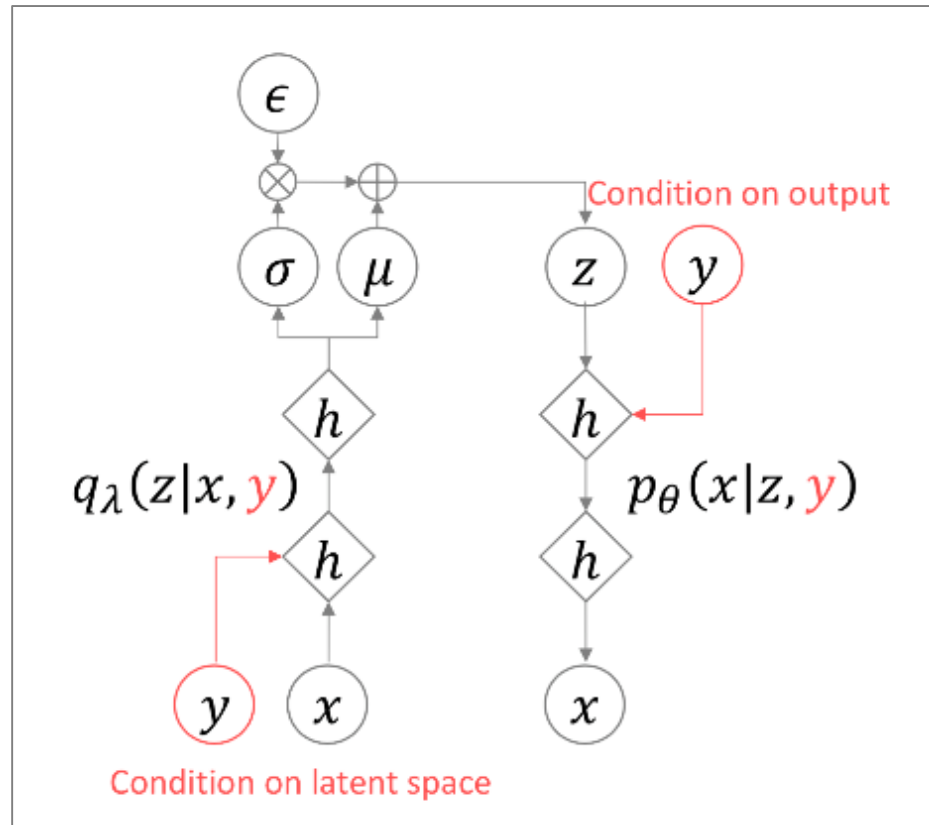 ϵ
⊗ ⊕
Condition on output
σ μ z y
h h
q_λ(z|x, y) p_θ(x|z, y)
h h
y x x
Condition on latent space